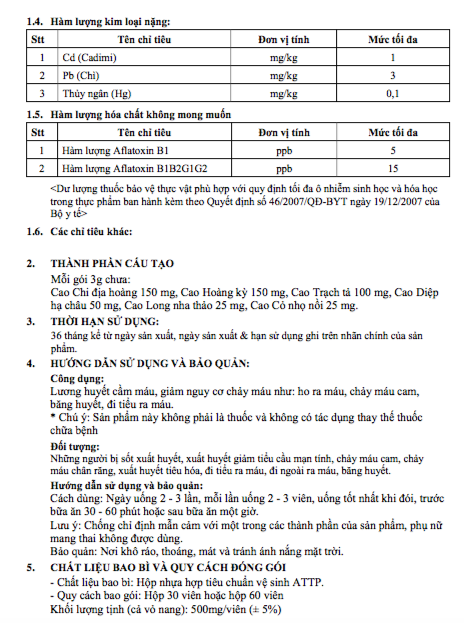 1.4. Hàm lượng kim loại nặng:
Stt Tên chỉ tiêu Đơn vị tính Mức tối đa
1 Cd (Cadimi) mg/kg 1
2 Pb (Chì) mg/kg 3
3 Thủy ngân (Hg) mg/kg 0,1
1.5. Hàm lượng hóa chất không mong muốn
Stt Tên chỉ tiêu Đơn vị tính Mức tối đa
1 Hàm lượng Aflatoxin B1 ppb 5
2 Hàm lượng Aflatoxin B1B2G1G2 ppb 15
<Dư lượng thuốc bảo vệ thực vật phù hợp với quy định tối đa ô nhiễm sinh học và hóa học
trong thực phẩm ban hành kèm theo Quyết định số 46/2007/QĐ-BYT ngày 19/12/2007 của
Bộ y tế>
1.6. Các chỉ tiêu khác:
2. THÀNH PHẦN CẤU TẠO
Mỗi gói 3g chưa:
Cao Chi địa hoàng 150 mg, Cao Hoàng kỳ 150 mg, Cao Trạch tả 100 mg, Cao Diệp
hạ châu 50 mg, Cao Long nha thảo 25 mg, Cao Cỏ nhọ nồi 25 mg.
3. THỜI HẠN SỬ DỤNG:
36 tháng kể từ ngày sản xuất, ngày sản xuất & hạn sử dụng ghi trên nhãn chính của sản
phẩm.
4. HƯỚNG DẪN SỬ DỤNG VÀ BẢO QUẢN:
Công dụng:
Lương huyết cầm máu, giảm nguy cơ chảy máu như: ho ra máu, chảy máu cam,
băng huyết, đi tiểu ra máu.
* Chú ý: Sản phẩm này không phải là thuốc và không có tác dụng thay thế thuốc
chữa bệnh
Đối tượng:
Những người bị sốt xuất huyết, xuất huyết giảm tiểu cầu mạn tính, chảy máu cam, chảy
máu chân răng, xuất huyết tiêu hóa, đi tiểu ra máu, đi ngoài ra máu, băng huyết.
Hướng dẫn sử dụng và bảo quản:
Cách dùng: Ngày uống 2 - 3 lần, mỗi lần uống 2 - 3 viên, uống tốt nhất khi đói, trước
bữa ăn 30 - 60 phút hoặc sau bữa ăn một giờ.
Lưu ý: Chống chỉ định mẫn cảm với một trong các thành phần của sản phẩm, phụ nữ
mang thai không được dùng.
Bảo quản: Nơi khô ráo, thoáng, mát và tránh ánh nắng mặt trời.
5. CHẤT LIỆU BAO BÌ VÀ QUY CÁCH ĐÓNG GÓI
- Chất liệu bao bì: Hộp nhựa hợp tiêu chuẩn vệ sinh ATTP.
- Quy cách bao gói: Hộp 30 viên hoặc hộp 60 viên
Khối lượng tịnh (cả vỏ nang): 500mg/viên (± 5%)